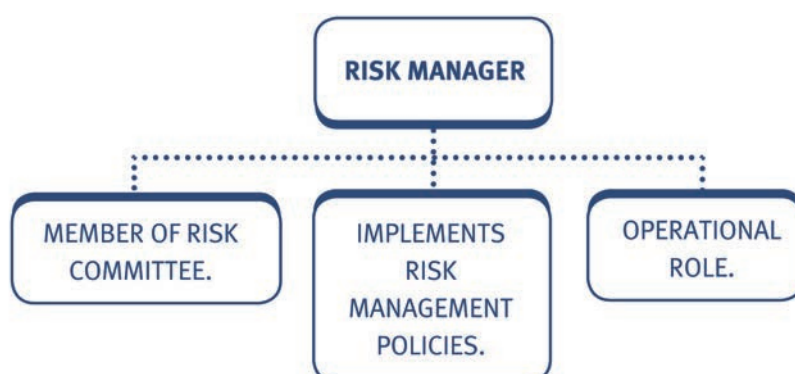 RISK MANAGER
MEMBER OF RISK
COMMITTEE.
IMPLEMENTS
RISK
MANAGEMENT
POLICIES.
OPERATIONAL
ROLE.